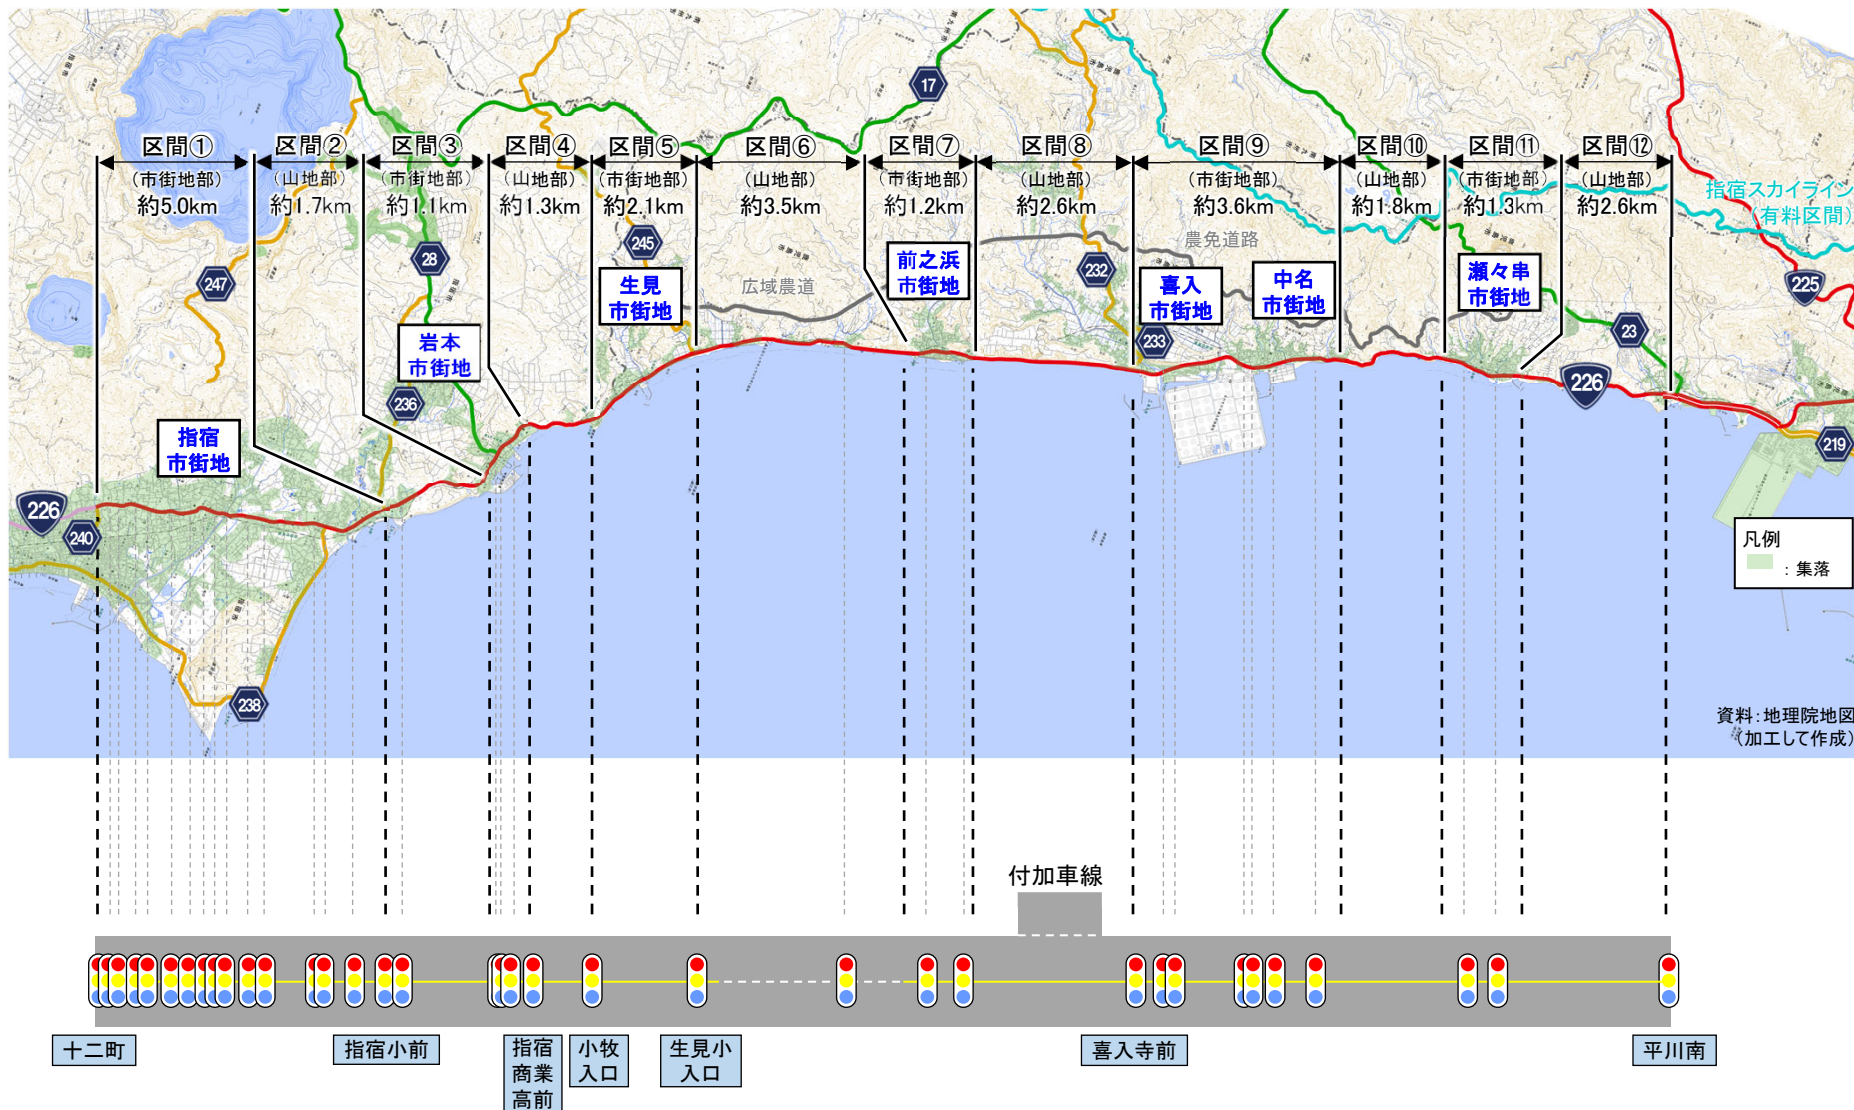 区間①
（市街地部）
約5.0km
区間②
（山地部）
約1.7km
区間③
（市街地部）
約1.1km
区間④
（山地部）
約1.3km
区間⑤
（市街地部）
約2.1km
区間⑥
（山地部）
約3.5km
区間⑦
（市街地部）
約1.2km
区間⑧
（山地部）
約2.6km
区間⑨
（市街地部）
約3.6km
区間⑩
（山地部）
約1.8km
区間⑪
（市街地部）
約1.3km
区間⑫
（山地部）
約2.6km
17
指宿スカイライン
（有料区間）
農免道路
広域農道
247
28
245
232
233
225
23
236
226
219
226
240
238
指宿
市街地
岩本
市街地
生見
市街地
前之浜
市街地
喜入
市街地
中名
市街地
瀬々串
市街地
凡例
：集落
資料：地理院地図
（加工して作成）
付加車線
十二町
指宿小前
指宿
商業
高前
小牧
入口
生見小
入口
喜入寺前
平川南